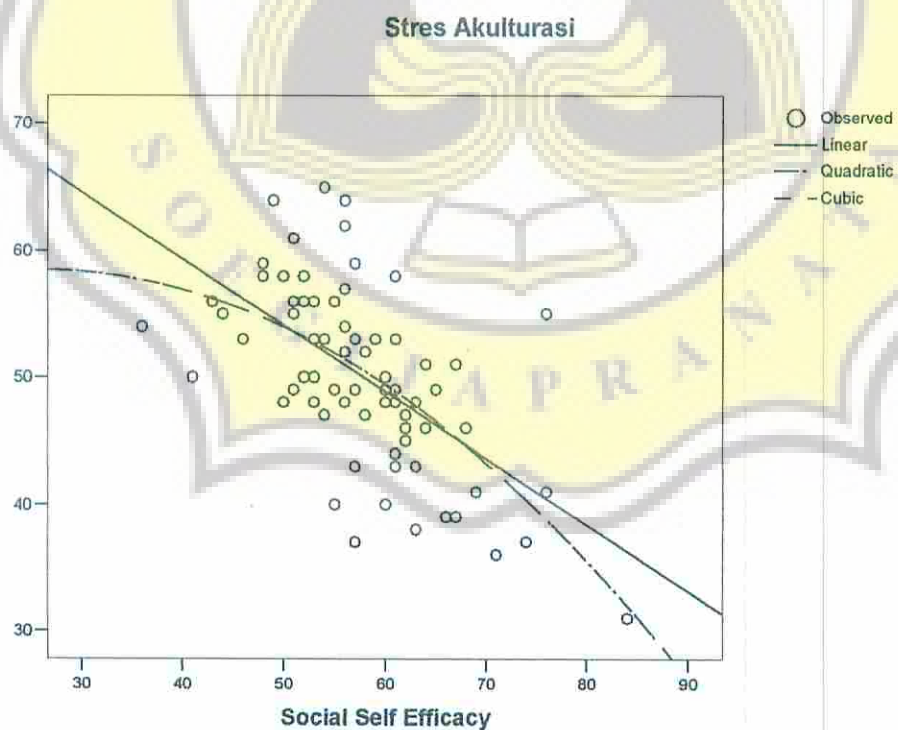 Stres Akulturasi
70
60
50
40
30
30 40 50 60 70 80 90
Social Self Efficacy
Observed
Linear
Quadratic
Cubic
APRANATA